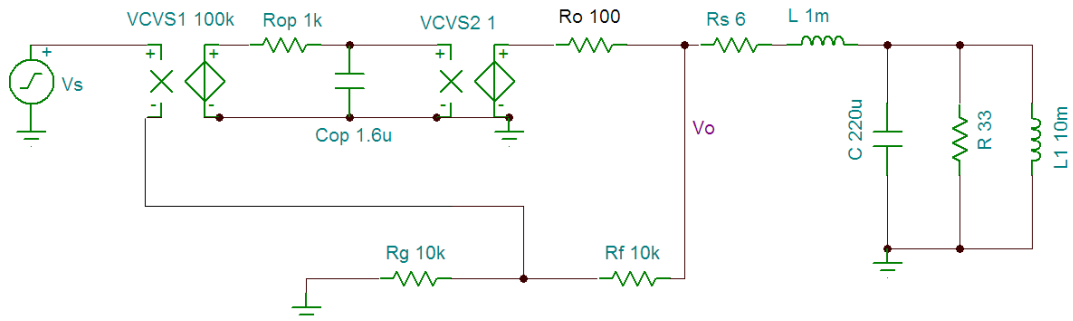 VCVS1 100k
Rop 1k
VCVS2 1
Ro 100
Rs 6
L 1m
+
Vs
+
-
+
-
+
-
+
-
Cop 1.6u
Vo
C 220u
R 33
L1 10m
Rg 10k
Rf 10k